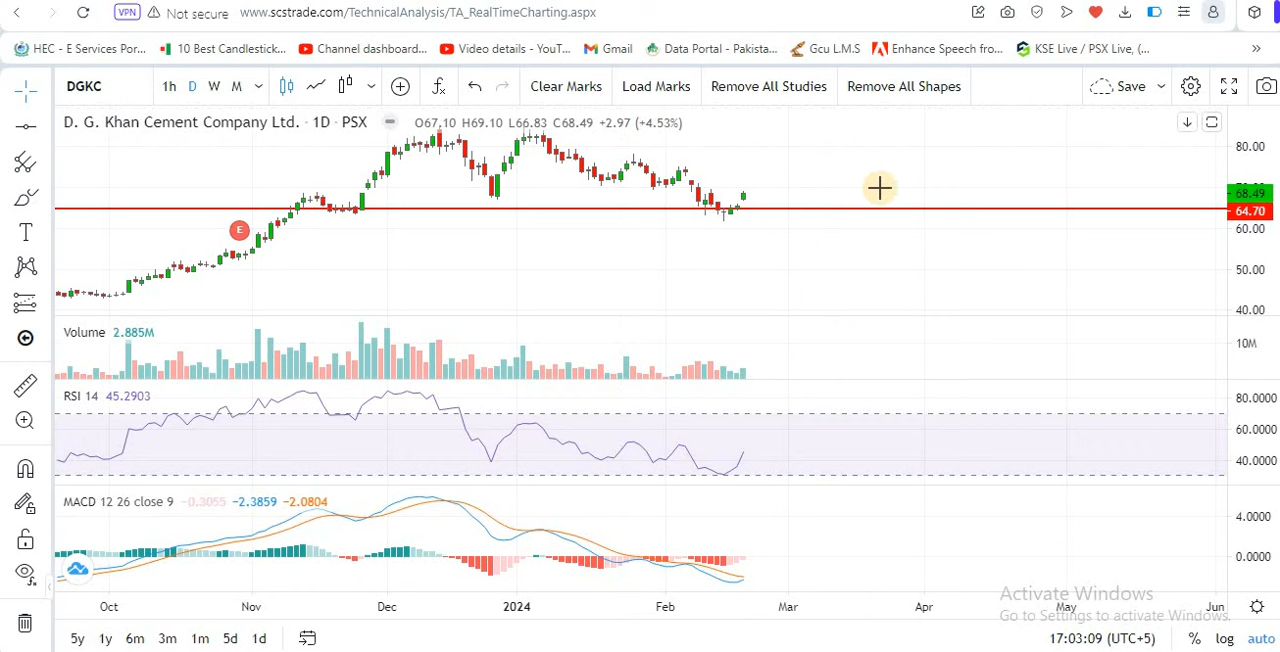 VPN Not secure www.scstrade.com/TechnicalAnalysis/TA_RealTimeCharting.aspx
HEC - E Services Por... 10 Best Candlestick... Channel dashboard... Video details - YouT... Gmail Data Portal - Pakista... Gcu L.M.S Enhance Speech fro... KSE Live / PSX Live, (... »
DGKC 1h D W M Clear Marks Load Marks Remove All Studies Remove All Shapes Save
D. G. Khan Cement Company Ltd. · 1D · PSX O67.10 H69.10 L66.83 C68.49 +2.97 (+4.53%)
80.00
68.49
64.70
E
60.00
50.00
40.00
Volume 2.885M
10M
RSI 14 45.2903
80.0000
60.0000
40.0000
MACD 12 26 close 9 −0.3055 −2.3859 −2.0804
4.0000
0.0000
Oct Nov Dec 2024 Feb Mar Apr May Jun
Activate Windows
Go to Settings to activate Windows.
5y 1y 6m 3m 1m 5d 1d 17:03:09 (UTC+5) % log auto